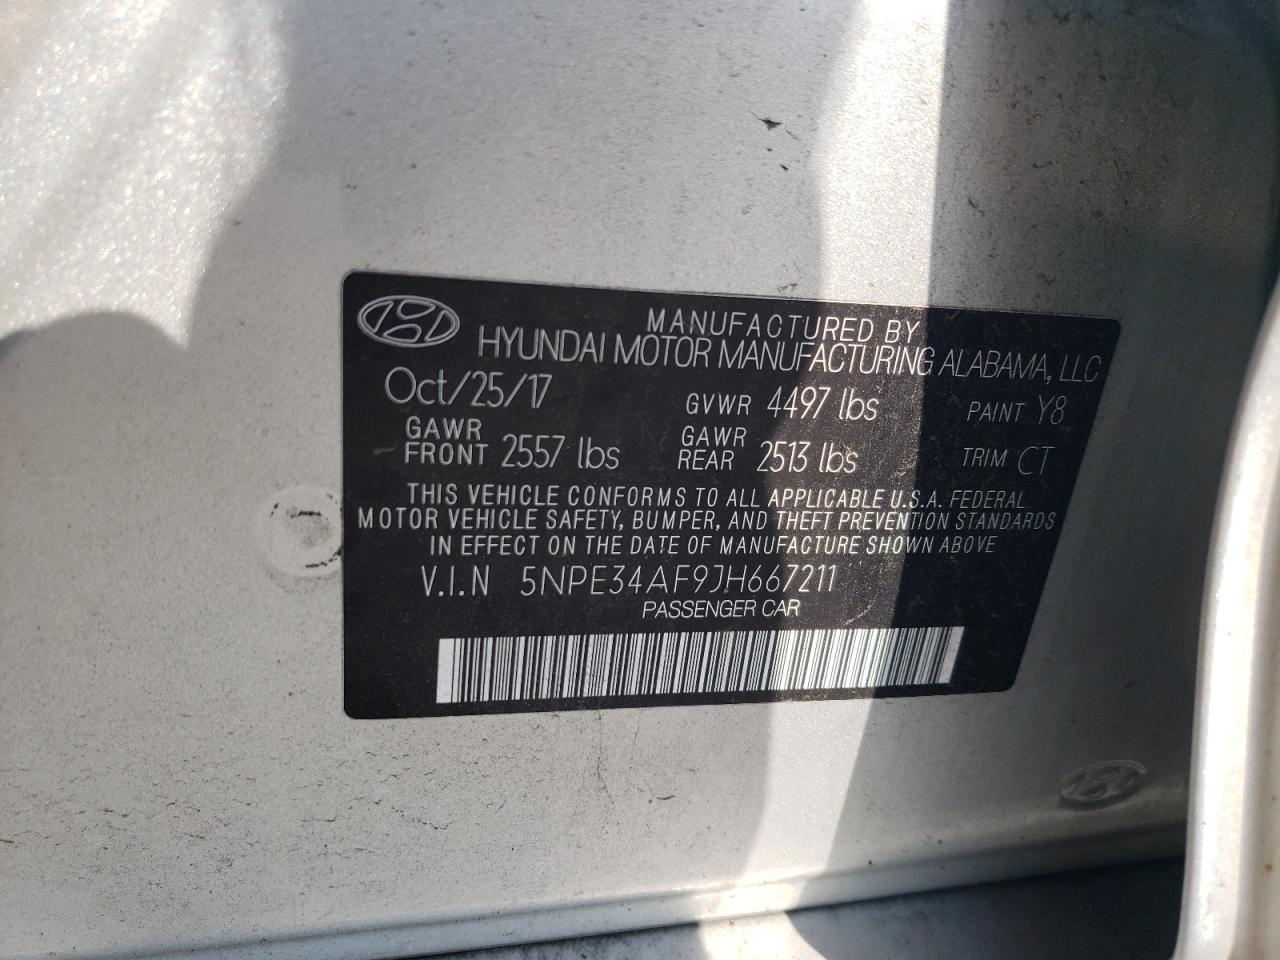 MANUFACTURED BY
HYUNDAI MOTOR MANUFACTURING ALABAMA, LLC
Oct/25/17 GVWR 4497 lbs PAINT Y8
GAWR FRONT 2557 lbs GAWR REAR 2513 lbs TRIM CT
THIS VEHICLE CONFORMS TO ALL APPLICABLE U.S.A. FEDERAL
MOTOR VEHICLE SAFETY, BUMPER, AND THEFT PREVENTION STANDARDS
IN EFFECT ON THE DATE OF MANUFACTURE SHOWN ABOVE
V.I.N 5NPE34AF9JH667211
PASSENGER CAR